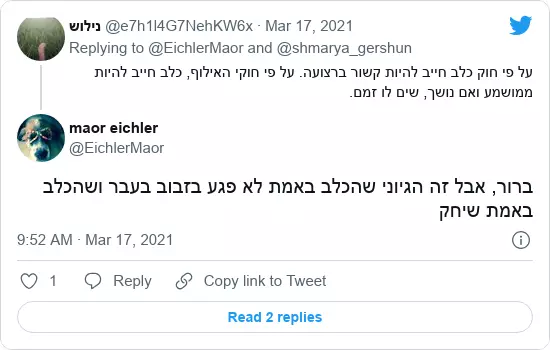 נילוש @e7h1l4G7NehKW6x · Mar 17, 2021
Replying to @EichlerMaor and @shmarya_gershun
על פי חוק כלב חייב להיות קשור ברצועה. על פי חוקי האילוף, כלב חייב להיות
ממושמע ואם נושך, שים לו זמם.
maor eichler
@EichlerMaor
ברור, אבל זה הגיוני שהכלב באמת לא פגע בזבוב בעבר ושהכלב
באמת שיחק
9:52 AM · Mar 17, 2021
1 Reply Copy link to Tweet
Read 2 replies